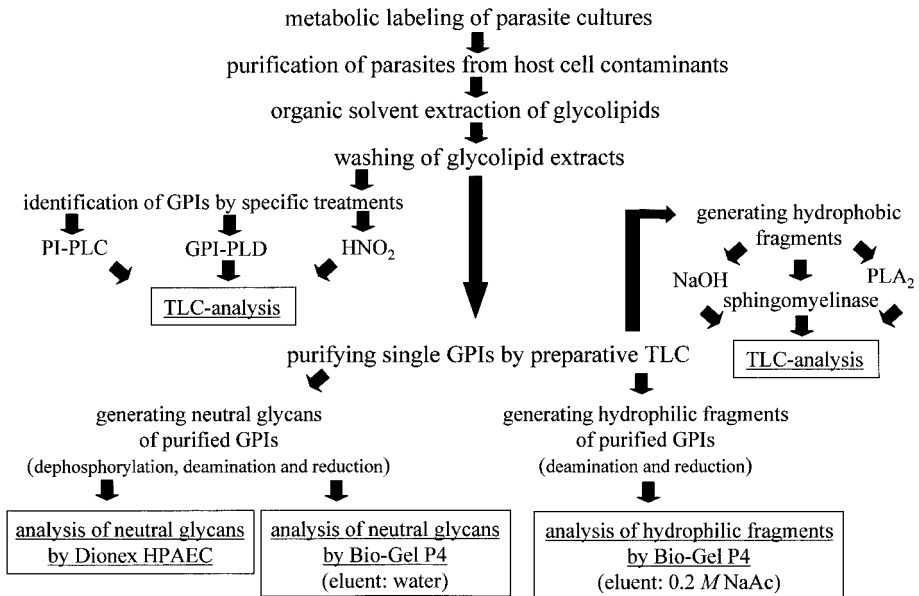 metabolic labeling of parasite cultures
purification of parasites from host cell contaminants
organic solvent extraction of glycolipids
washing of glycolipid extracts
identification of GPIs by specific treatments
PI-PLC
GPI-PLD
HNO₂
TLC-analysis
generating hydrophobic
fragments
NaOH
PLA₂
sphingomyelinase
TLC-analysis
purifying single GPIs by preparative TLC
generating neutral glycans
of purified GPIs
(dephosphorylation, deamination and reduction)
analysis of neutral glycans
by Dionex HPAEC
analysis of neutral glycans
by Bio-Gel P4
(eluent: water)
generating hydrophilic fragments
of purified GPIs
(deamination and reduction)
analysis of hydrophilic fragments
by Bio-Gel P4
(eluent: 0.2 M NaAc)